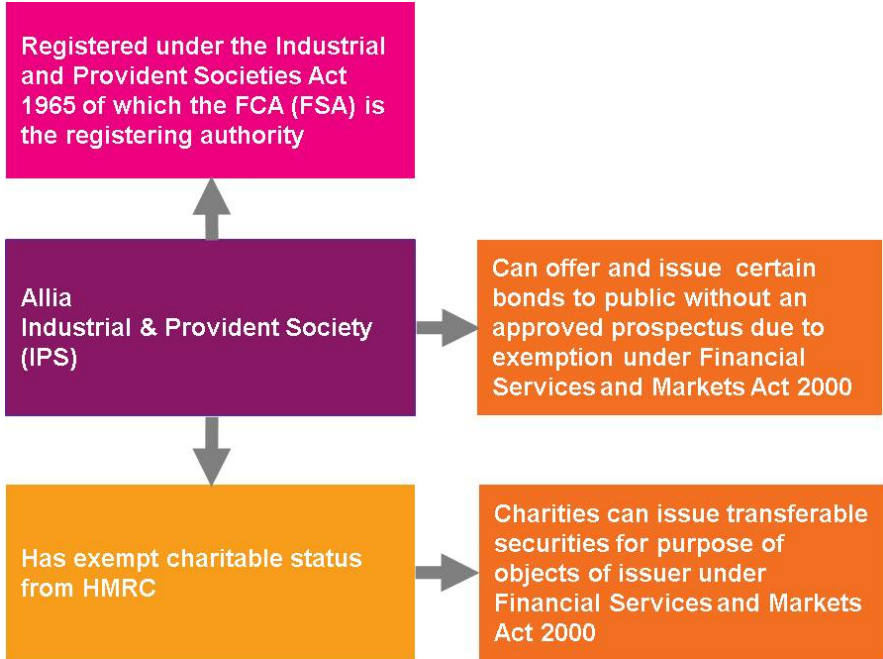 Registered under the Industrial
and Provident Societies Act
1965 of which the FCA (FSA) is
the registering authority
Allia
Industrial & Provident Society
(IPS)
Can offer and issue certain
bonds to public without an
approved prospectus due to
exemption under Financial
Services and Markets Act 2000
Has exempt charitable status
from HMRC
Charities can issue transferable
securities for purpose of
objects of issuer under
Financial Services and Markets
Act 2000